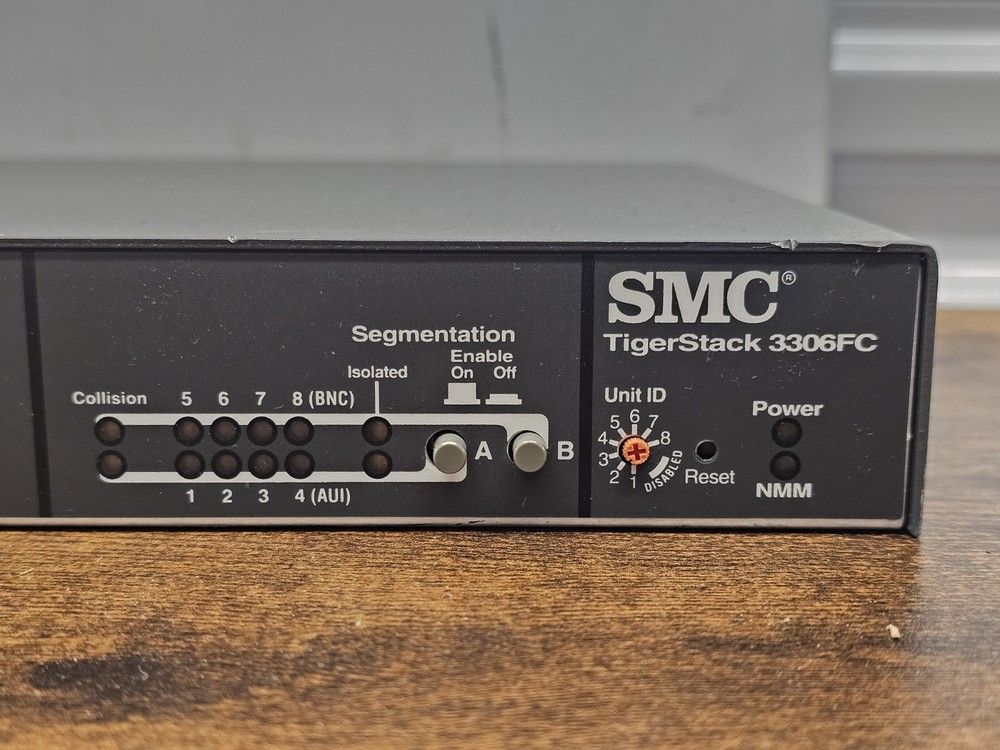 SMC®
TigerStack 3306FC
Segmentation
Enable
On Off
Isolated
Collision 5 6 7 8 (BNC)
A B
1 2 3 4 (AUI)
Unit ID
1 2 3 4 5 6 7 8 DISABLED
Reset
Power
NMM